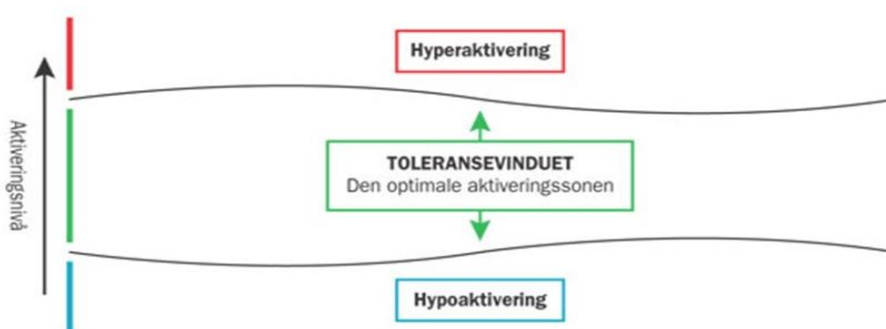 Hyperaktivering
Aktiveringsnivå
TOLERANSEVINDUET
Den optimale aktiveringssonen
Hypoaktivering